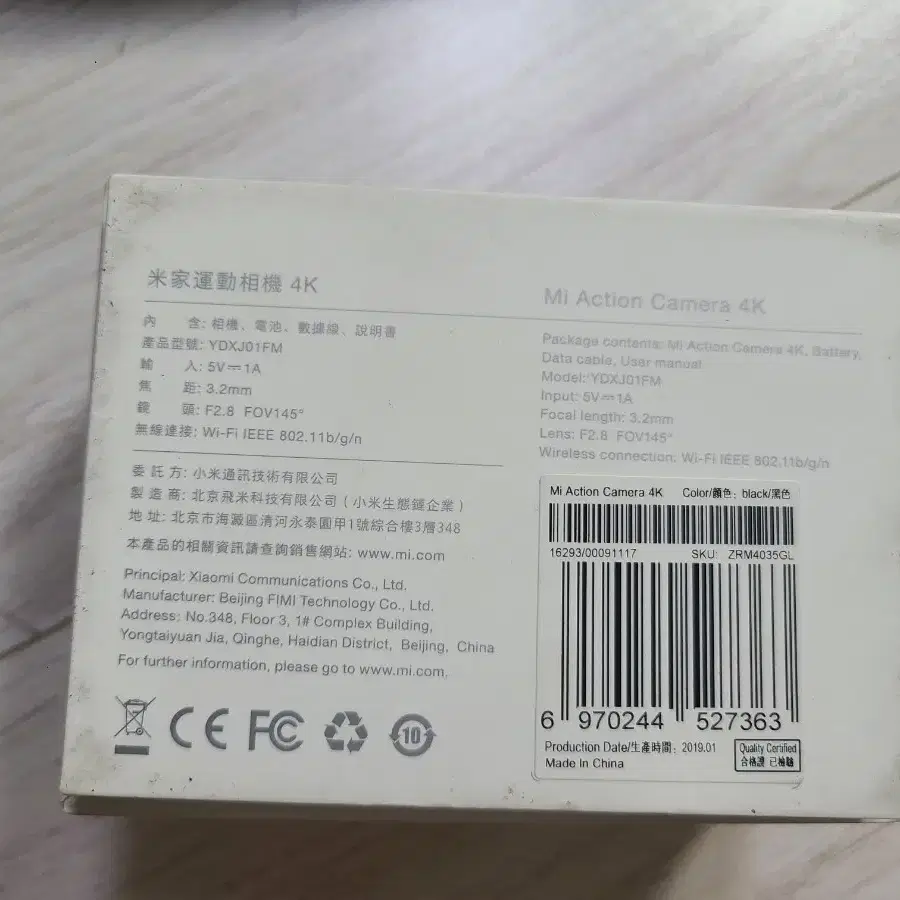 米家運動相機 4K
內 含: 相機、電池、數據線、說明書
產品型號: YDXJ01FM
輸 入: 5V⎓1A
焦 距: 3.2mm
鏡 頭: F2.8 FOV145°
無線連接: Wi-Fi IEEE 802.11b/g/n
委 託 方: 小米通訊技術有限公司
製 造 商: 北京飛米科技有限公司(小米生態鏈企業)
地 址: 北京市海澱區清河永泰園甲1號綜合樓3層348
本產品的相關資訊請查詢銷售網站: www.mi.com
Principal: Xiaomi Communications Co., Ltd.
Manufacturer: Beijing FIMI Technology Co., Ltd.
Address: No.348, Floor 3, 1# Complex Building,
Yongtaiyuan Jia, Qinghe, Haidian District, Beijing, China
For further information, please go to www.mi.com.
CE FC 10
Mi Action Camera 4K
Package contents: Mi Action Camera 4K, Battery,
Data cable, User manual
Model: YDXJ01FM
Input: 5V⎓1A
Focal length: 3.2mm
Lens: F2.8 FOV145°
Wireless connection: Wi-Fi IEEE 802.11b/g/n
Mi Action Camera 4K Color/顏色: black/黑色
16293/00091117 SKU: ZRM4035GL
6 970244 527363
Production Date/生產時間: 2019.01
Made In China
Quality Certified
合格證 已檢驗